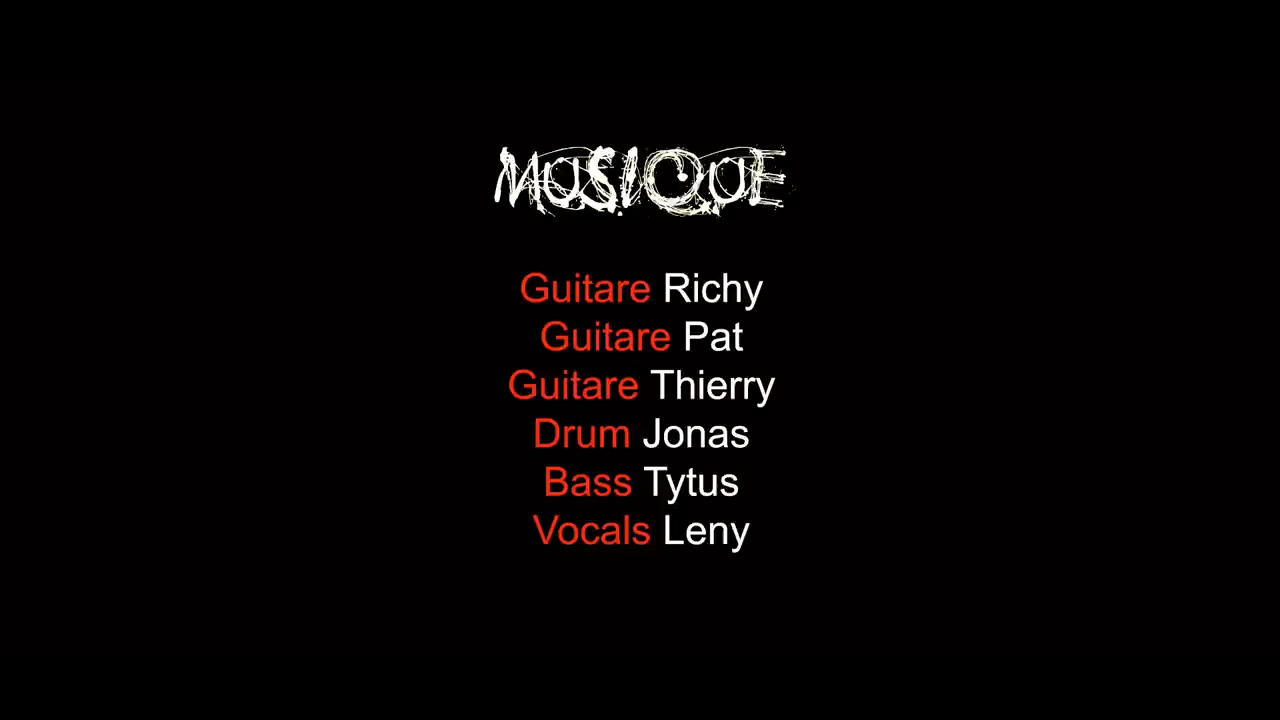 MUSIQUE
Guitare Richy
Guitare Pat
Guitare Thierry
Drum Jonas
Bass Tytus
Vocals Leny